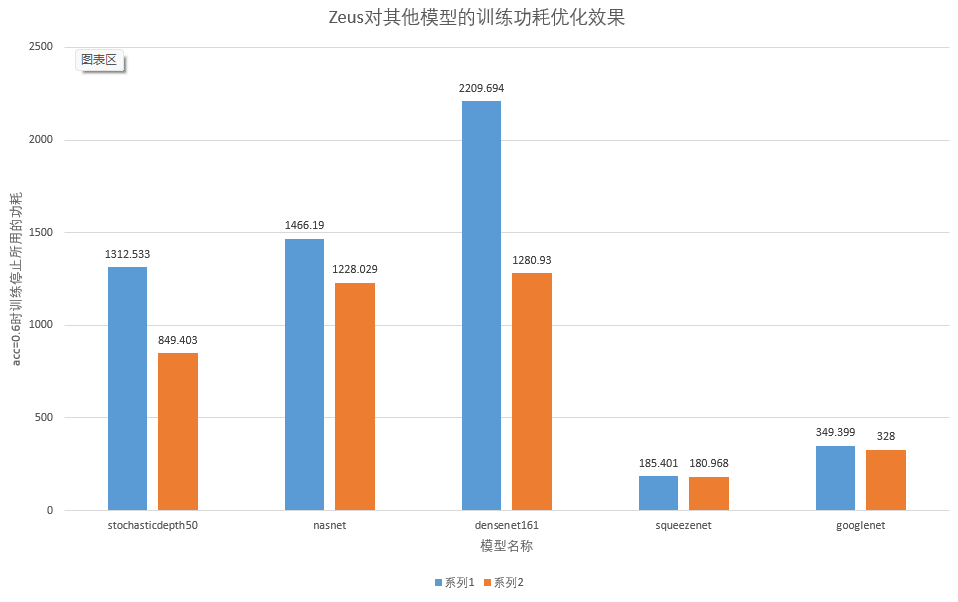 Zeus对其他模型的训练功耗优化效果
图表区
2500
2000
1500
1000
500
0
acc=0.6时训练停止所用的功耗
1312.533
849.403
1466.19
1228.029
2209.694
1280.93
185.401
180.968
349.399
328
stochasticdepth50
nasnet
densenet161
squeezenet
googlenet
模型名称
系列1
系列2